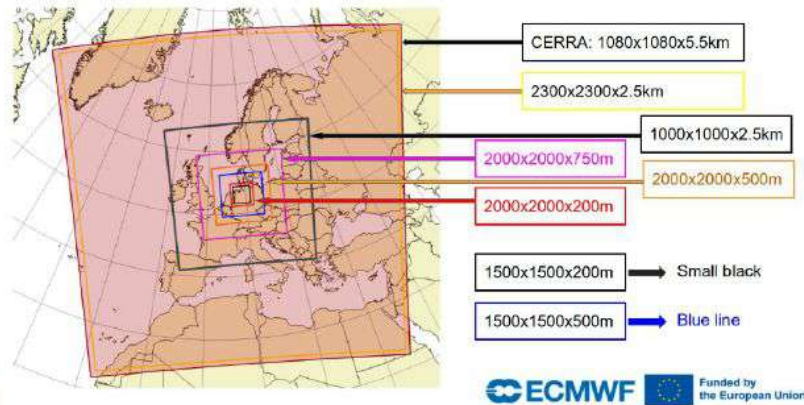 CERRA: 1080x1080x5.5km
2300x2300x2.5km
1000x1000x2.5km
2000x2000x750m
2000x2000x500m
2000x2000x200m
1500x1500x200m
Small black
1500x1500x500m
Blue line
ECMWF
Funded by
the European Union